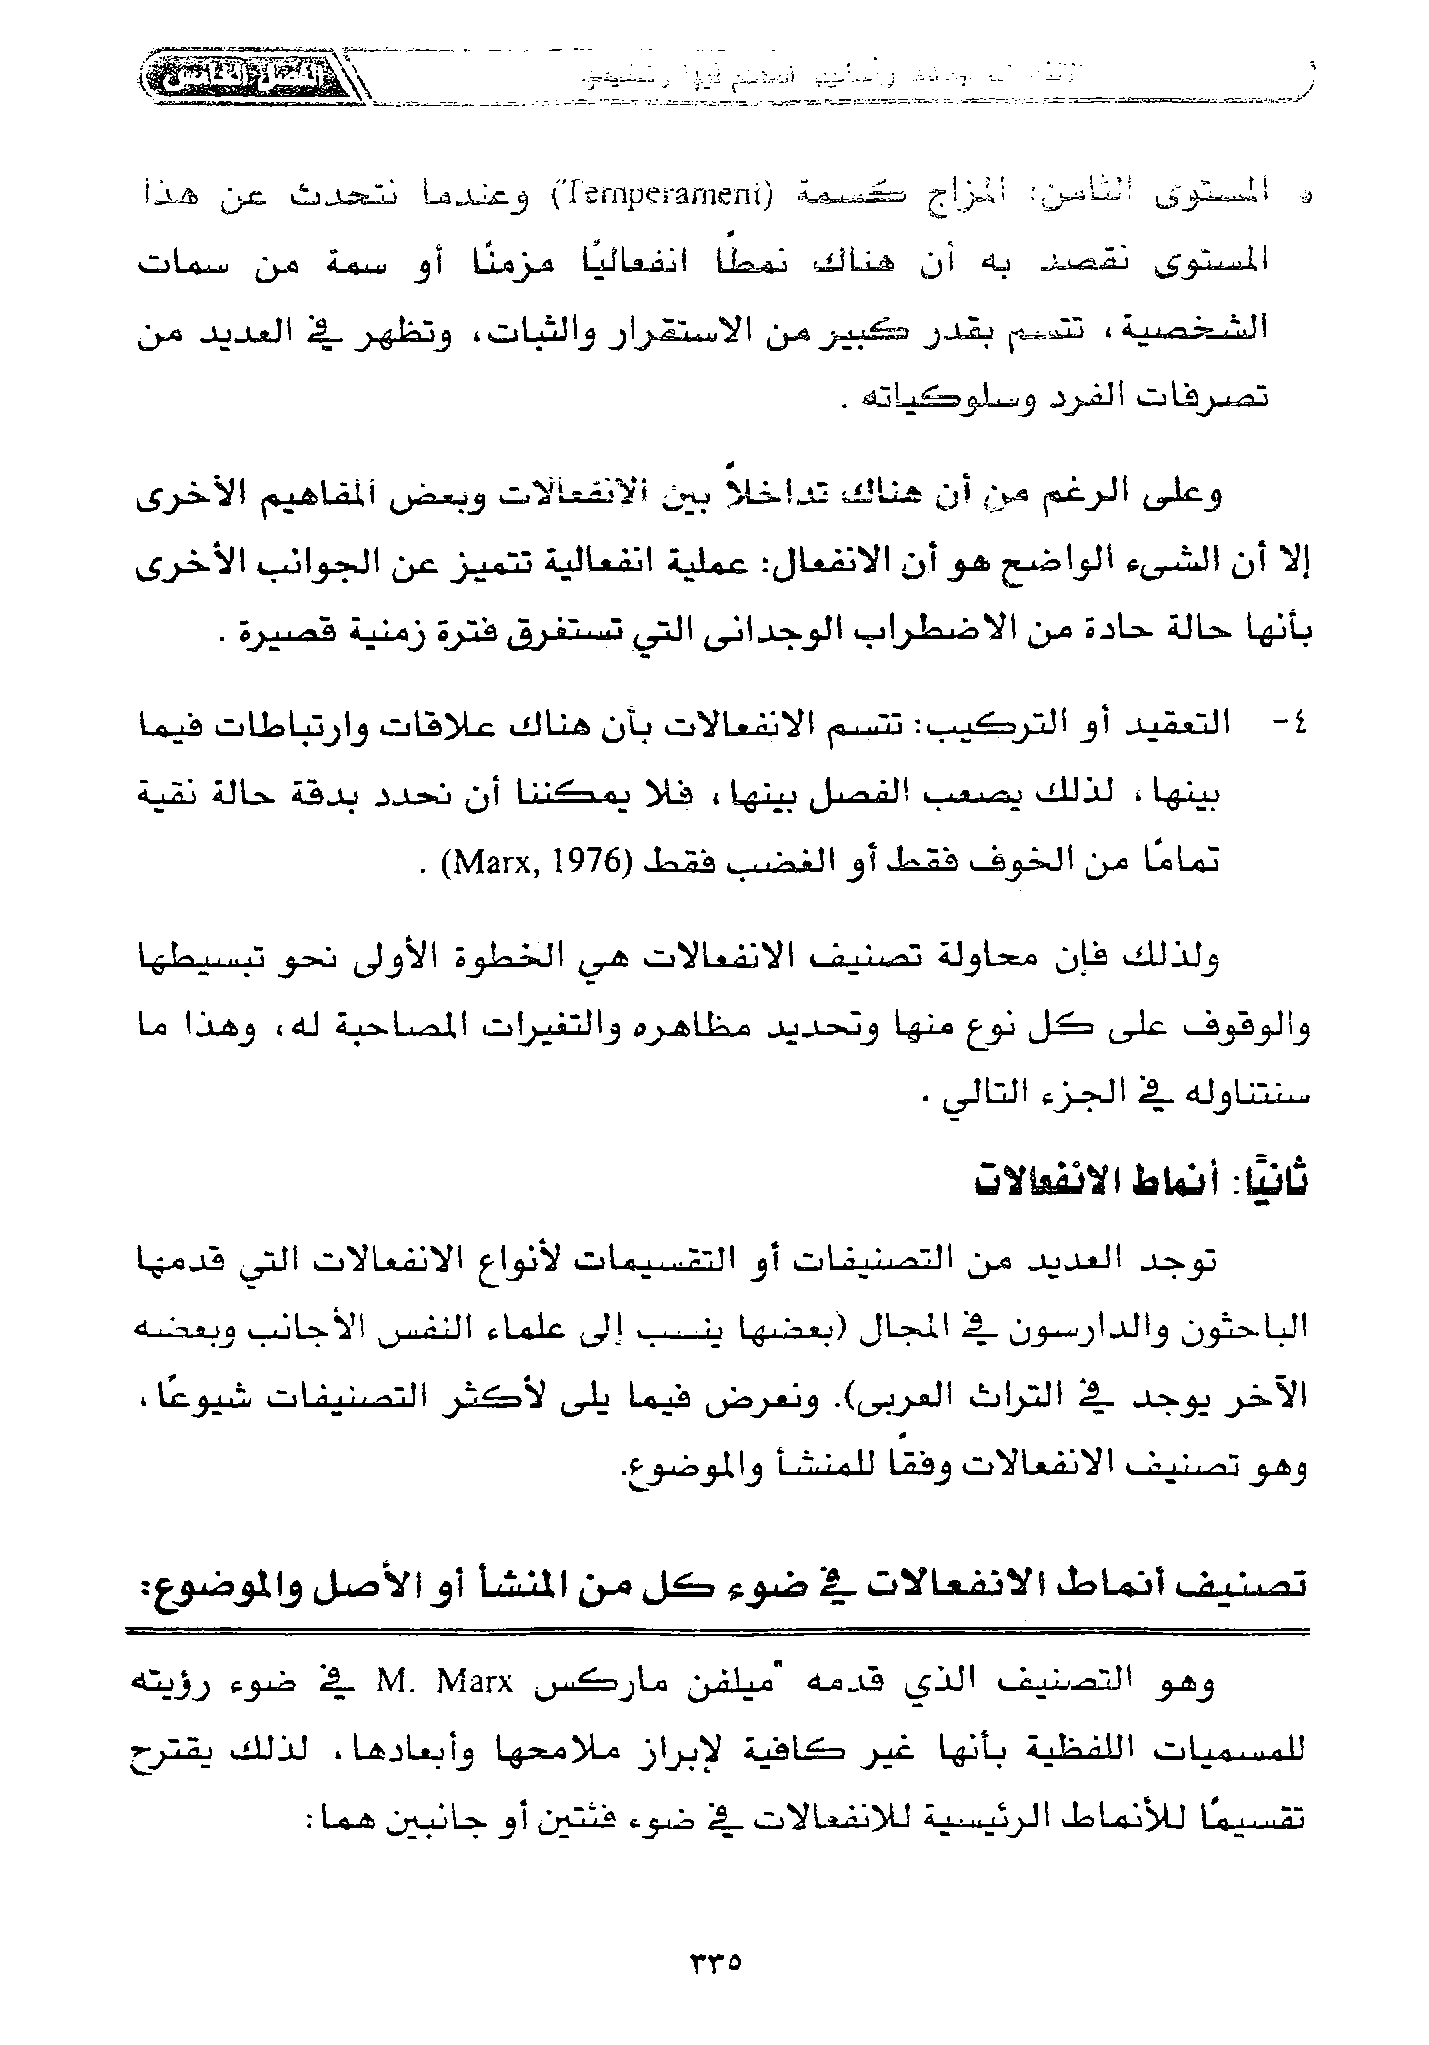 الفصل الخامس
• المستوى الثامن: المزاج كسمة (Temperament) وعندما نتحدث عن هذا
المستوى نقصد به أن هناك نمطًا انفعاليًا مزمنًا أو سمة من سمات
الشخصية، تتسم بقدر كبير من الاستقرار والثبات، وتظهر في العديد من
تصرفات الفرد وسلوكياته .
وعلى الرغم من أن هناك تداخلاً بين الانفعالات وبعض المفاهيم الأخرى
إلا أن الشىء الواضح هو أن الانفعال: عملية انفعالية تتميز عن الجوانب الأخرى
بأنها حالة حادة من الاضطراب الوجدانى التي تستغرق فترة زمنية قصيرة .
٤- التعقيد أو التركيب: تتسم الانفعالات بأن هناك علاقات وارتباطات فيما
بينها، لذلك يصعب الفصل بينها، فلا يمكننا أن نحدد بدقة حالة نقية
تمامًا من الخوف فقط أو الغضب فقط (Marx, 1976) .
ولذلك فإن محاولة تصنيف الانفعالات هي الخطوة الأولى نحو تبسيطها
والوقوف على كل نوع منها وتحديد مظاهره والتغيرات المصاحبة له، وهذا ما
سنتناوله في الجزء التالي .
ثانيًا: أنماط الانفعالات
توجد العديد من التصنيفات أو التقسيمات لأنواع الانفعالات التي قدمها
الباحثون والدارسون في المجال (بعضها ينسب إلى علماء النفس الأجانب وبعضه
الآخر يوجد في التراث العربى). ونعرض فيما يلى لأكثر التصنيفات شيوعًا،
وهو تصنيف الانفعالات وفقًا للمنشأ والموضوع.
تصنيف أنماط الانفعالات في ضوء كل من المنشأ أو الأصل والموضوع:
وهو التصنيف الذي قدمه "ميلفن ماركس M. Marx في ضوء رؤيته
للمسميات اللفظية بأنها غير كافية لإبراز ملامحها وأبعادها، لذلك يقترح
تقسيمًا للأنماط الرئيسية للانفعالات في ضوء فئتين أو جانبين هما:
٣٣٥